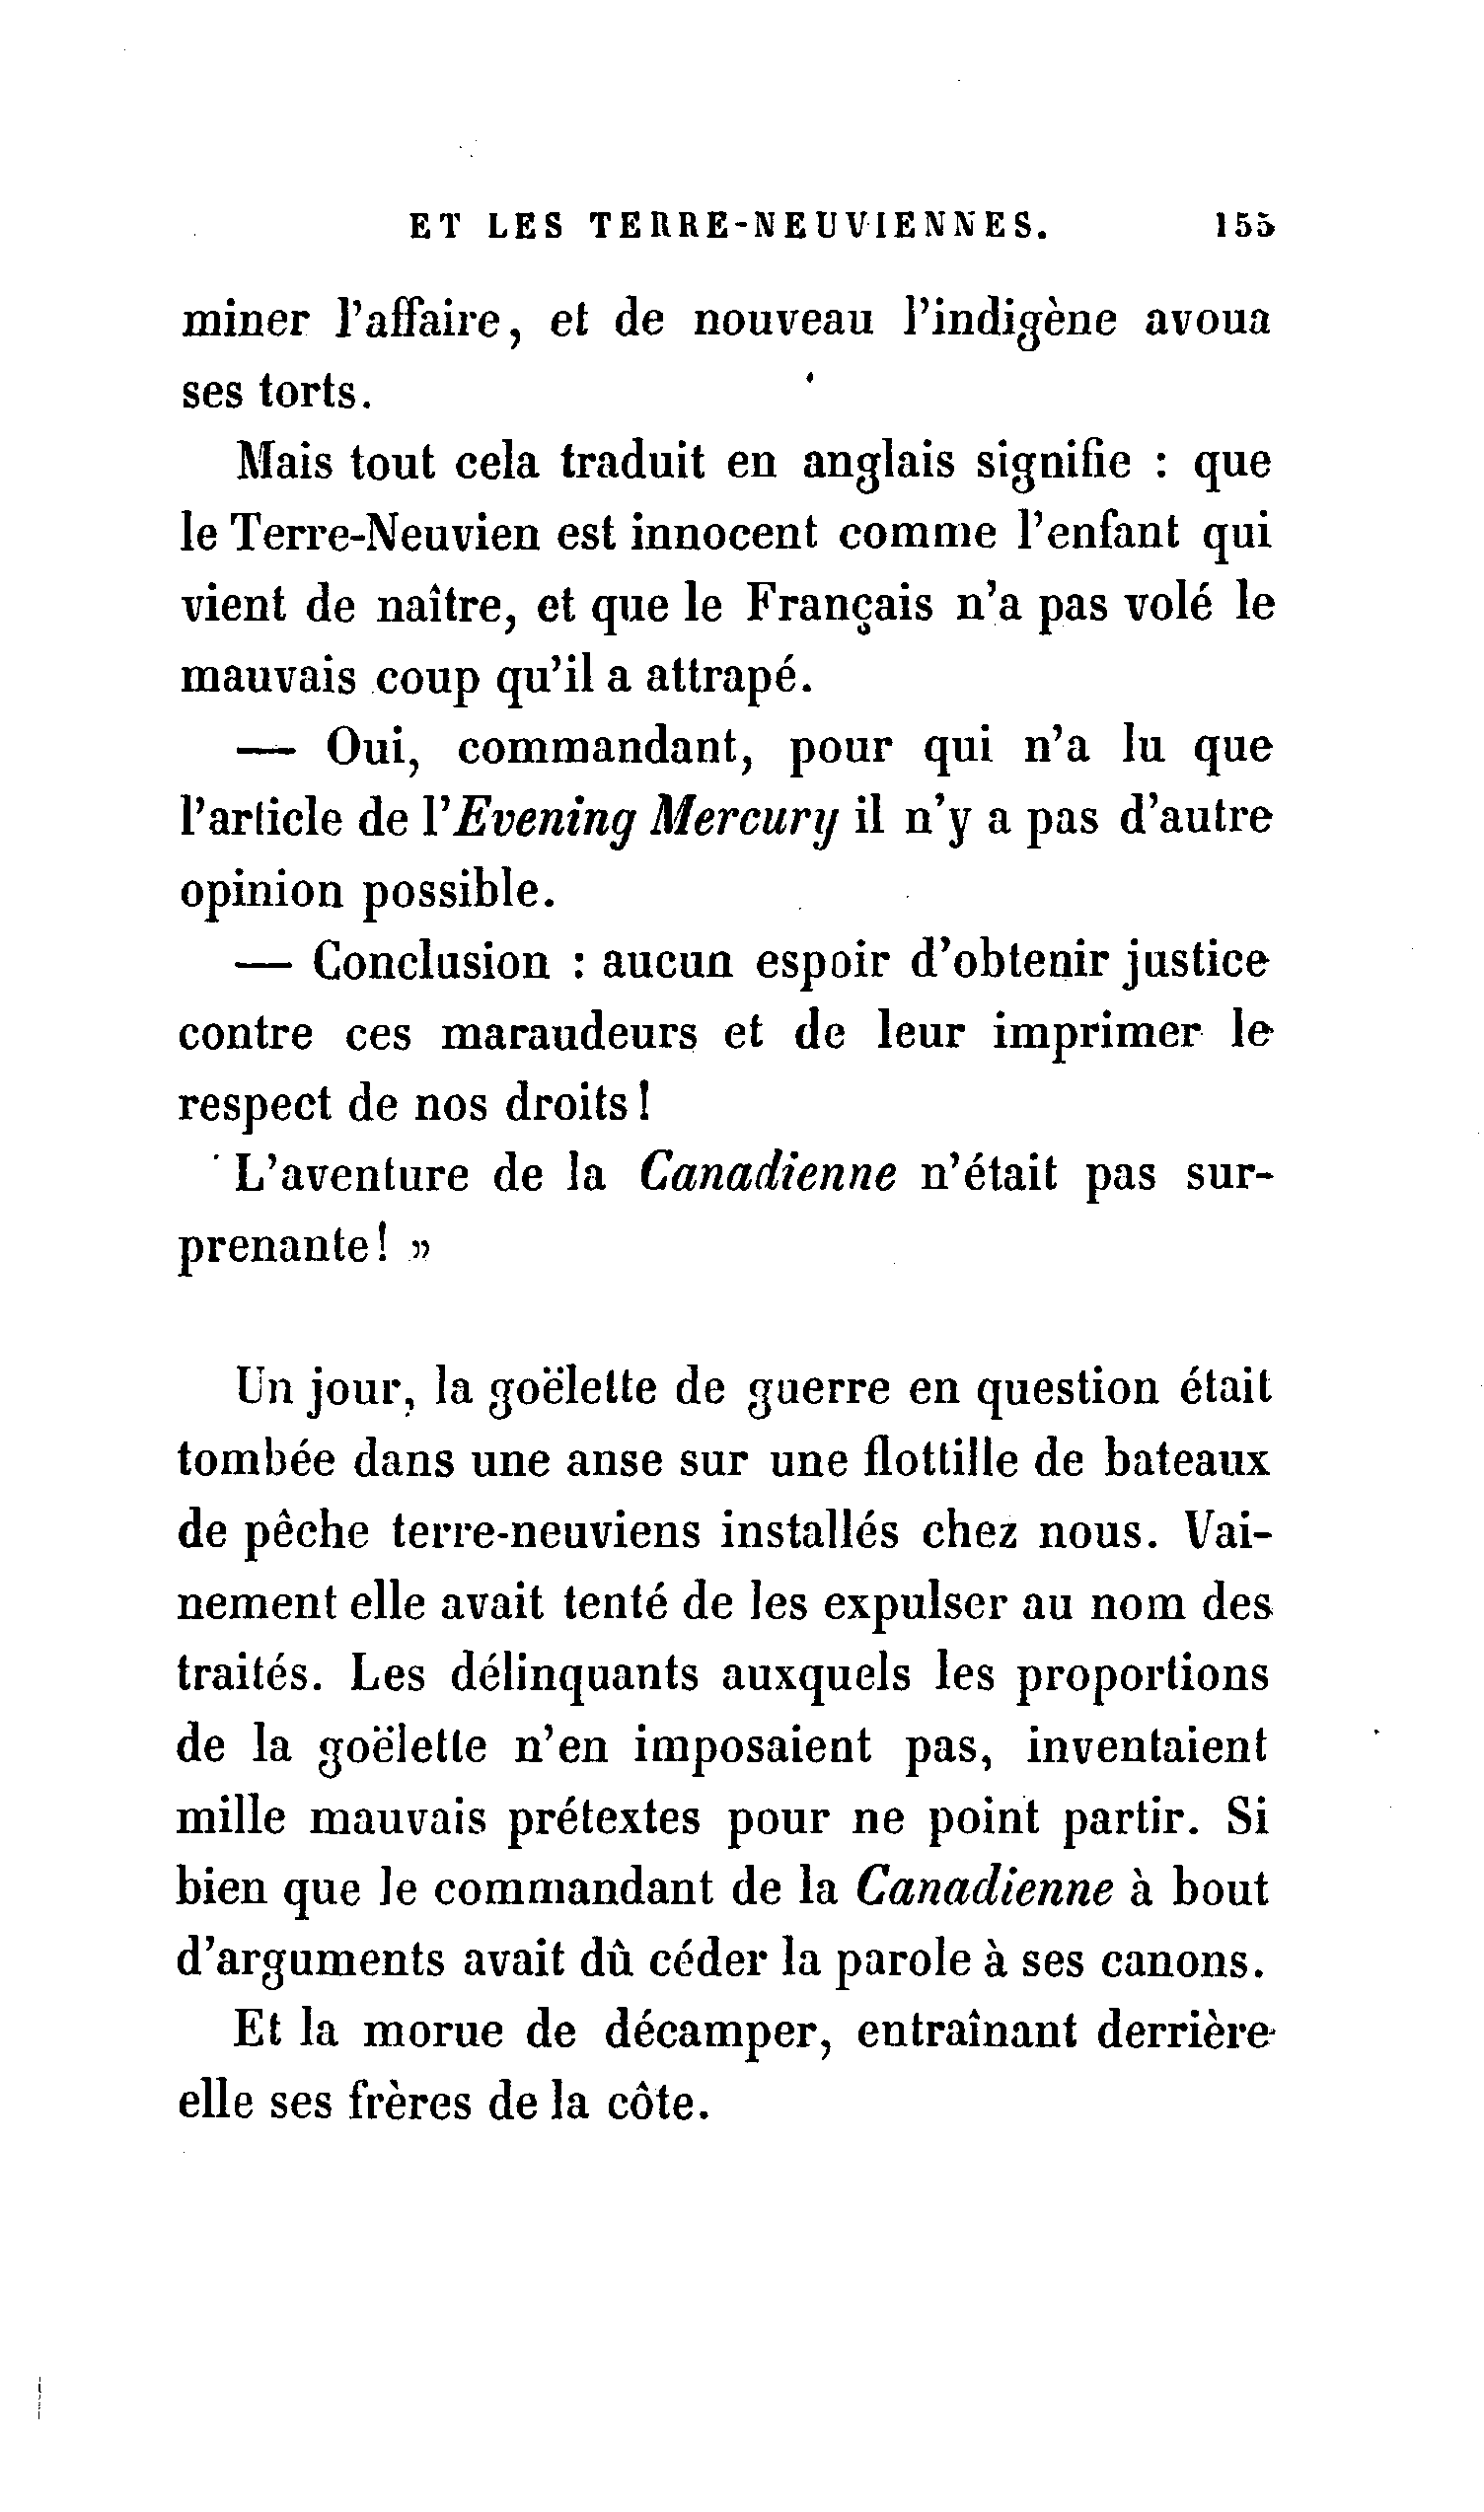 ET LES TERRE-NEUVIENNES. 155
miner l'affaire, et de nouveau l'indigène avoua
ses torts.
Mais tout cela traduit en anglais signifie : que
le Terre-Neuvien est innocent comme l'enfant qui
vient de naître, et que le Français n'a pas volé le
mauvais coup qu'il a attrapé.
— Oui, commandant, pour qui n'a lu que
l'article de l'Evening Mercury il n'y a pas d'autre
opinion possible.
— Conclusion : aucun espoir d'obtenir justice
contre ces maraudeurs et de leur imprimer le
respect de nos droits !
L'aventure de la Canadienne n'était pas sur-
prenante! »
Un jour, la goëlette de guerre en question était
tombée dans une anse sur une flottille de bateaux
de pêche terre-neuviens installés chez nous. Vai-
nement elle avait tenté de les expulser au nom des
traités. Les délinquants auxquels les proportions
de la goëlette n'en imposaient pas, inventaient
mille mauvais prétextes pour ne point partir. Si
bien que le commandant de la Canadienne à bout
d'arguments avait dû céder la parole à ses canons.
Et la morue de décamper, entraînant derrière
elle ses frères de la côte.